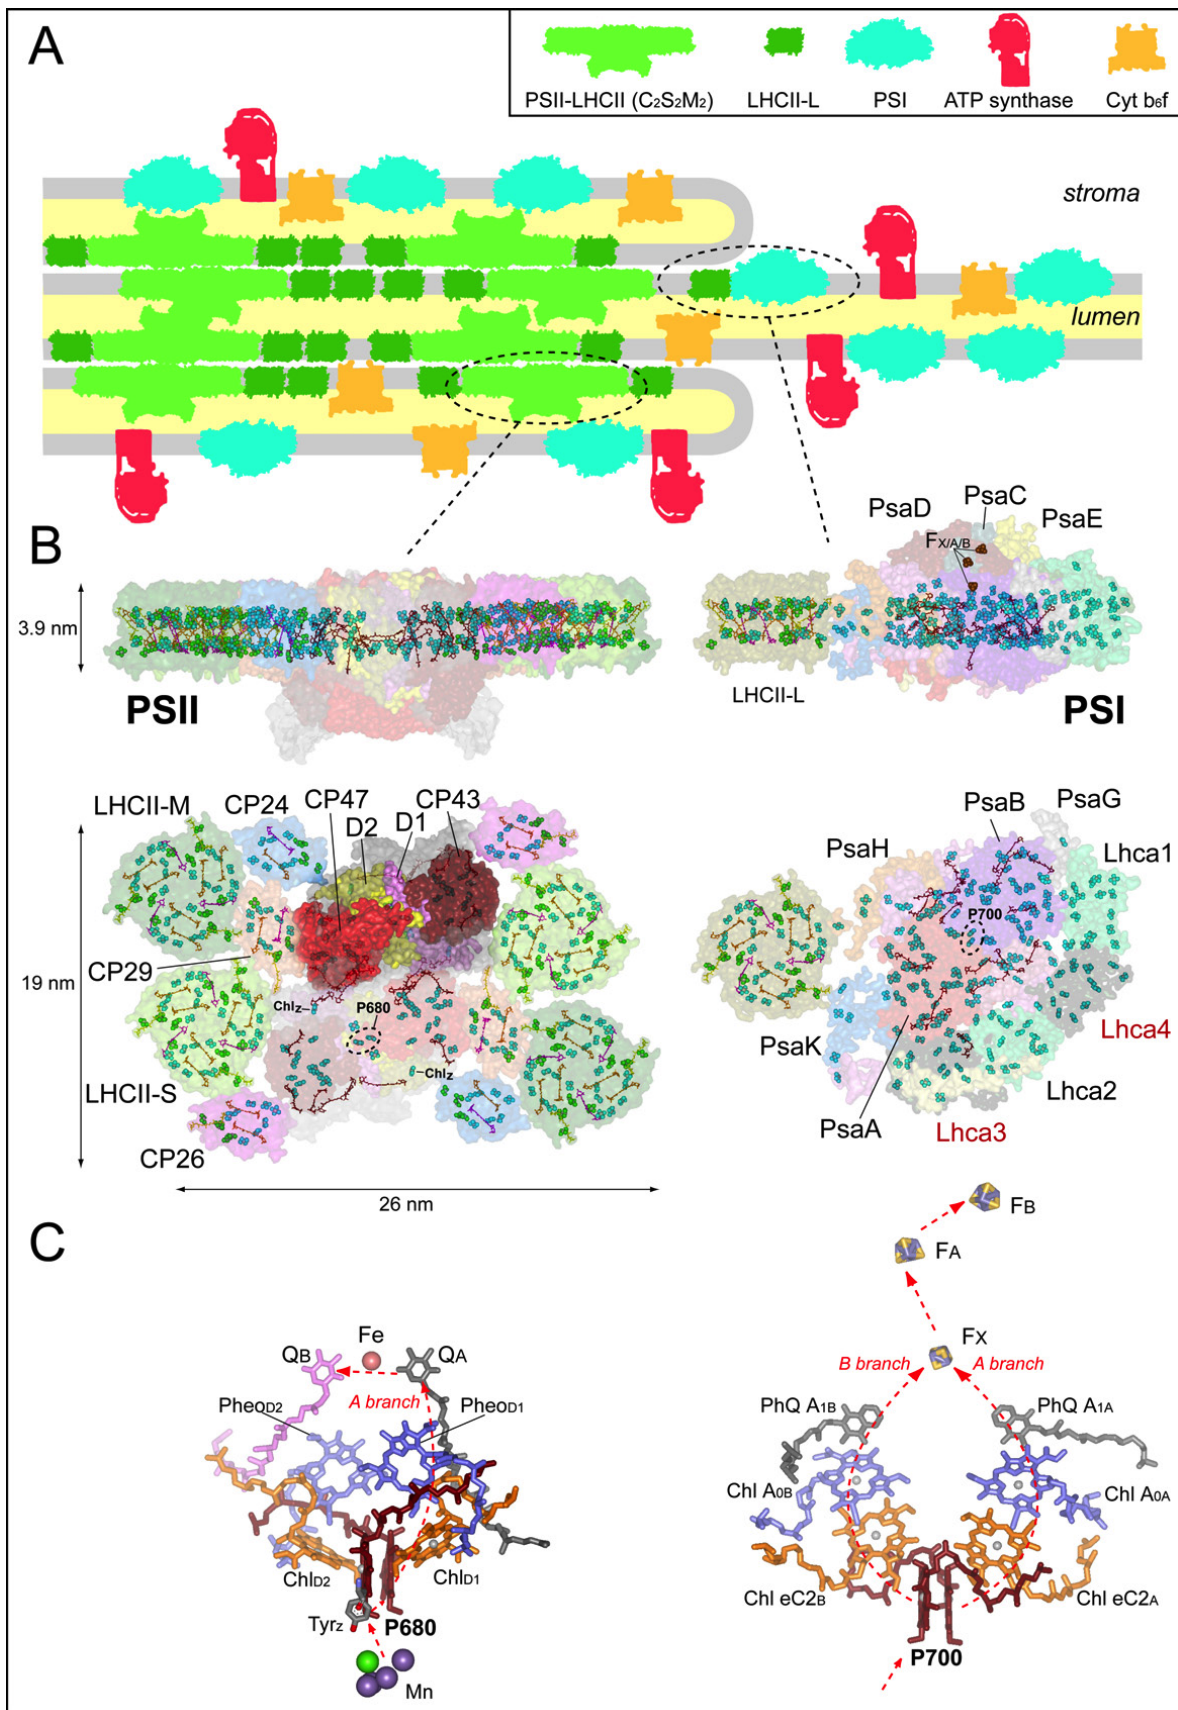 A
PSII-LHCII (C₂S₂M₂) LHCII-L PSI ATP synthase Cyt b₆f
stroma
lumen
B
PsaD PsaC PsaE
FX/A/B
3.9 nm
PSII
LHCII-L
PSI
LHCII-M CP24 CP47 D2 D1 CP43
PsaB PsaG
PsaH Lhca1
P700
CP29
19 nm
Chlz P680
Chlz
PsaK Lhca4
LHCII-S
Lhca2
PsaA Lhca3
CP26
26 nm
C
FB
FA
Fe
QB QA
FX
B branch A branch
A branch
PheoD2 PheoD1
PhQ A1B PhQ A1A
Chl A0B Chl A0A
ChlD2 ChlD1
Chl eC2B Chl eC2A
Tyrz P680
P700
Mn